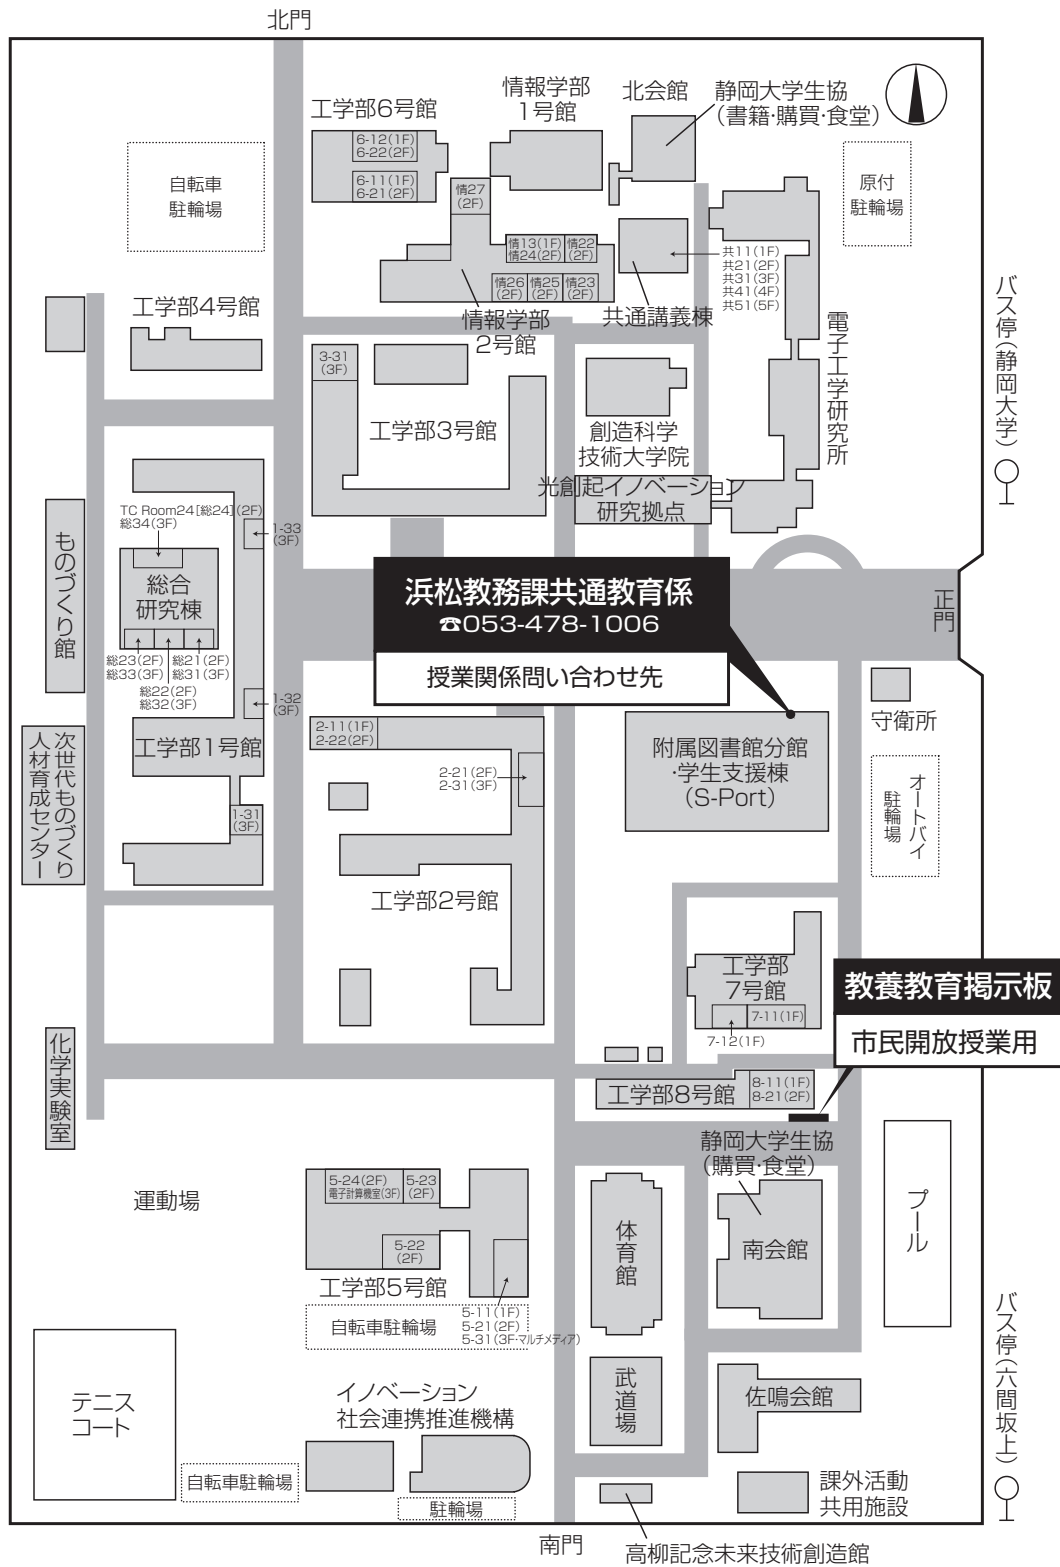 北門
工学部6号館
6-12(1F)
6-22(2F)
6-11(1F)
6-21(2F)
情報学部
1号館
北会館
静岡大学生協
(書籍・購買・食堂)
自転車
駐輪場
原付
駐輪場
情27
(2F)
情13(1F)
情24(2F)
情22
(2F)
情26
(2F)
情25
(2F)
情23
(2F)
共11(1F)
共21(2F)
共31(3F)
共41(4F)
共51(5F)
共通講義棟
情報学部
2号館
工学部4号館
電子工学研究所
バス停(静岡大学)
3-31
(3F)
工学部3号館
創造科学
技術大学院
光創起イノベーション
研究拠点
TC Room24[総24](2F)
総34(3F)
1-33
(3F)
総合
研究棟
総23(2F)
総33(3F)
総21(2F)
総31(3F)
総22(2F)
総32(3F)
1-32
(3F)
工学部1号館
1-31
(3F)
ものづくり館
次世代ものづくり
人材育成センター
浜松教務課共通教育係
☎053-478-1006
授業関係問い合わせ先
正門
守衛所
オートバイ
駐輪場
附属図書館分館
・学生支援棟
(S-Port)
2-11(1F)
2-22(2F)
2-21(2F)
2-31(3F)
工学部2号館
工学部
7号館
7-11(1F)
7-12(1F)
教養教育掲示板
市民開放授業用
化学実験室
工学部8号館
8-11(1F)
8-21(2F)
静岡大学生協
(購買・食堂)
南会館
プール
運動場
5-24(2F)
電子計算機室(3F)
5-23
(2F)
5-22
(2F)
工学部5号館
5-11(1F)
5-21(2F)
5-31(3F・マルチメディア)
自転車駐輪場
体育館
武道場
佐鳴会館
バス停(六間坂上)
テニス
コート
イノベーション
社会連携推進機構
自転車駐輪場
駐輪場
課外活動
共用施設
南門
高柳記念未来技術創造館